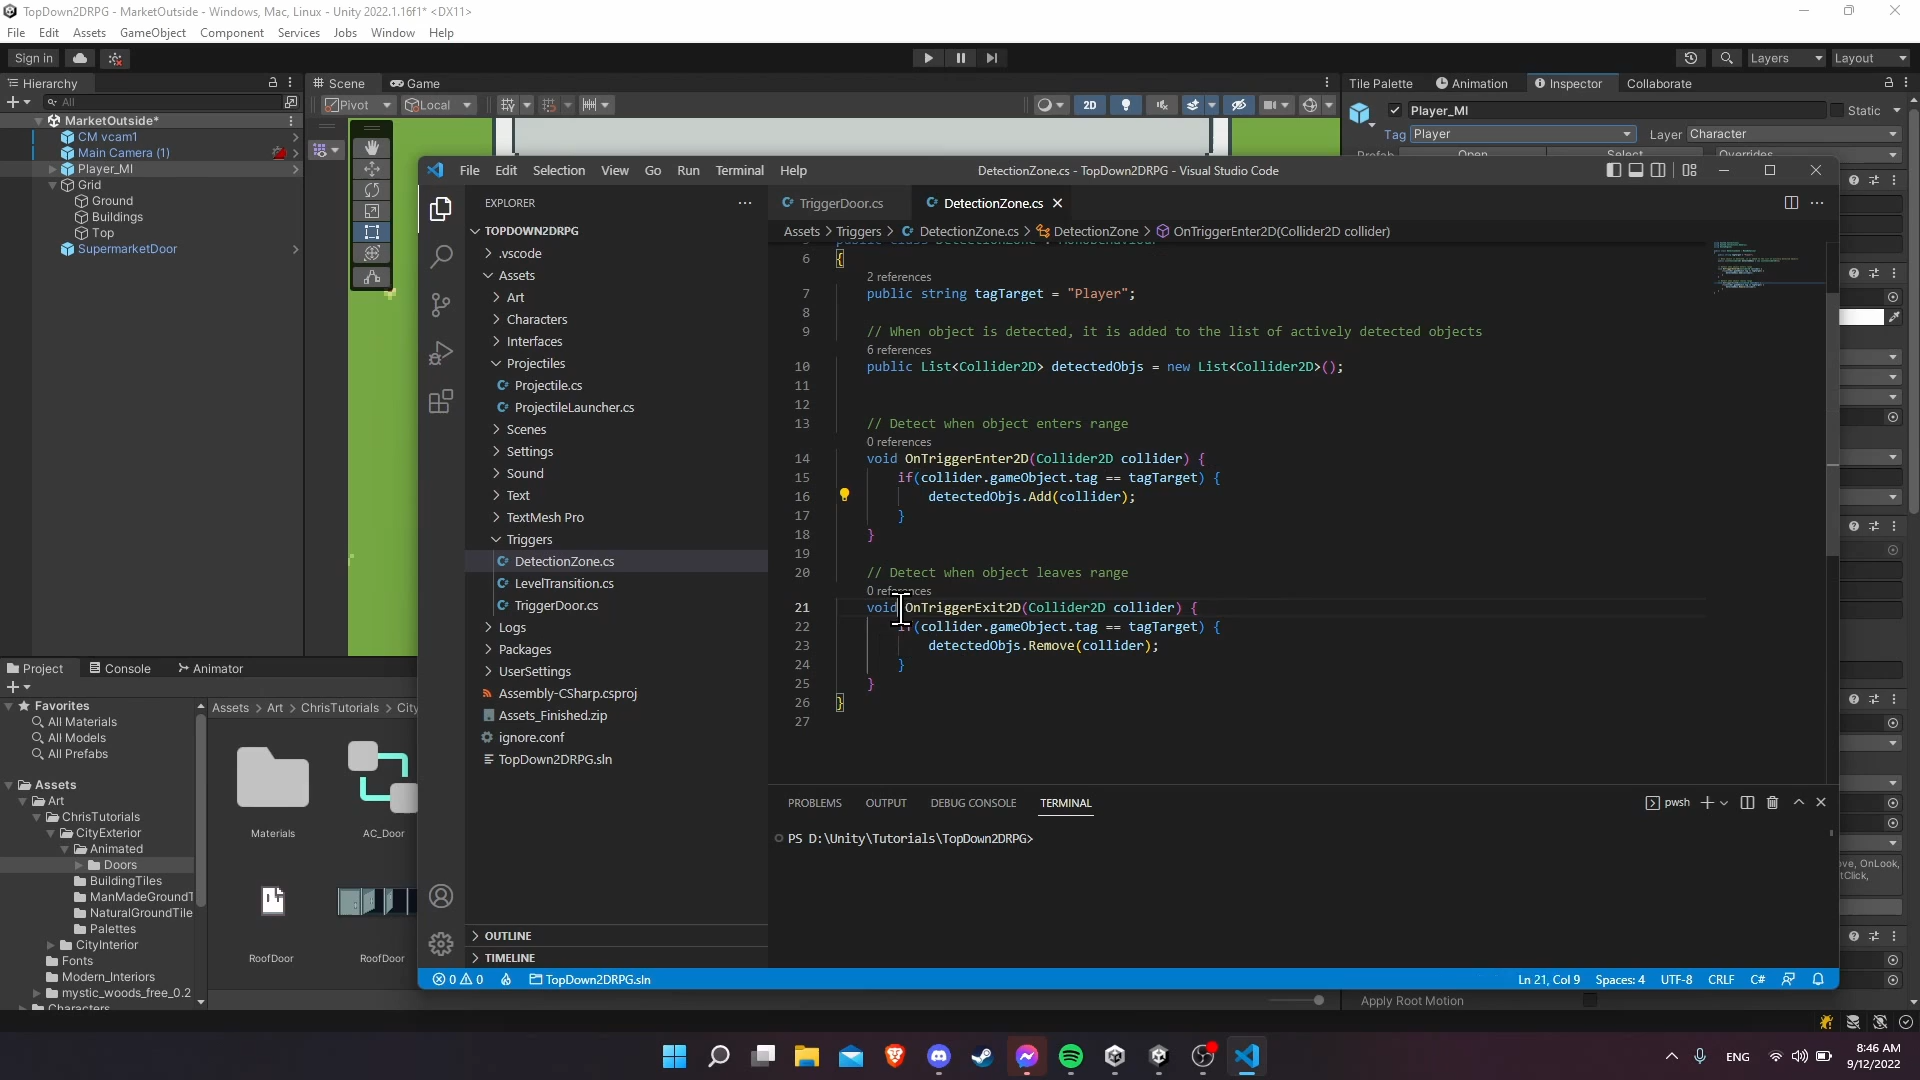 TopDown2DRPG - MarketOutside - Windows, Mac, Linux - Unity 2022.1.16f1* <DX11>
File Edit Assets GameObject Component Services Jobs Window Help
Sign in
Layers Layout
Hierarchy
Scene Game
Tile Palette Animation Inspector Collaborate
All
Pivot Local 2D
Player_MI Static
Tag Player Layer Character
Prefab Open Select Overrides
MarketOutside*
CM vcam1
Main Camera (1)
Player_MI
Grid
Ground
Buildings
Top
SupermarketDoor
File Edit Selection View Go Run Terminal Help
DetectionZone.cs - TopDown2DRPG - Visual Studio Code
EXPLORER
TOPDOWN2DRPG
.vscode
Assets
Art
Characters
Interfaces
Projectiles
Projectile.cs
ProjectileLauncher.cs
Scenes
Settings
Sound
Text
TextMesh Pro
Triggers
DetectionZone.cs
LevelTransition.cs
TriggerDoor.cs
Logs
Packages
UserSettings
Assembly-CSharp.csproj
Assets_Finished.zip
ignore.conf
TopDown2DRPG.sln
OUTLINE
TIMELINE
TriggerDoor.cs DetectionZone.cs
Assets > Triggers > DetectionZone.cs > DetectionZone > OnTriggerEnter2D(Collider2D collider)
6 {
2 references
7 public string tagTarget = "Player";
8
9 // When object is detected, it is added to the list of actively detected objects
6 references
10 public List<Collider2D> detectedObjs = new List<Collider2D>();
11
12
13 // Detect when object enters range
0 references
14 void OnTriggerEnter2D(Collider2D collider) {
15 if(collider.gameObject.tag == tagTarget) {
16 detectedObjs.Add(collider);
17 }
18 }
19
20 // Detect when object leaves range
0 references
21 void OnTriggerExit2D(Collider2D collider) {
22 if(collider.gameObject.tag == tagTarget) {
23 detectedObjs.Remove(collider);
24 }
25 }
26 }
27
PROBLEMS OUTPUT DEBUG CONSOLE TERMINAL
pwsh
PS D:\Unity\Tutorials\TopDown2DRPG>
0 0 TopDown2DRPG.sln
Ln 21, Col 9 Spaces: 4 UTF-8 CRLF C#
Project Console Animator
Favorites
All Materials
All Models
All Prefabs
Assets
Art
ChrisTutorials
CityExterior
Animated
Doors
BuildingTiles
ManMadeGroundT
NaturalGroundTile
Palettes
CityInterior
Fonts
Modern_Interiors
mystic_woods_free_0.2
Characters
Assets > Art > ChrisTutorials > City
Materials
AC_Door
RoofDoor
RoofDoor
ove, OnLook,
tClick,
Apply Root Motion
ENG
8:46 AM
9/12/2022